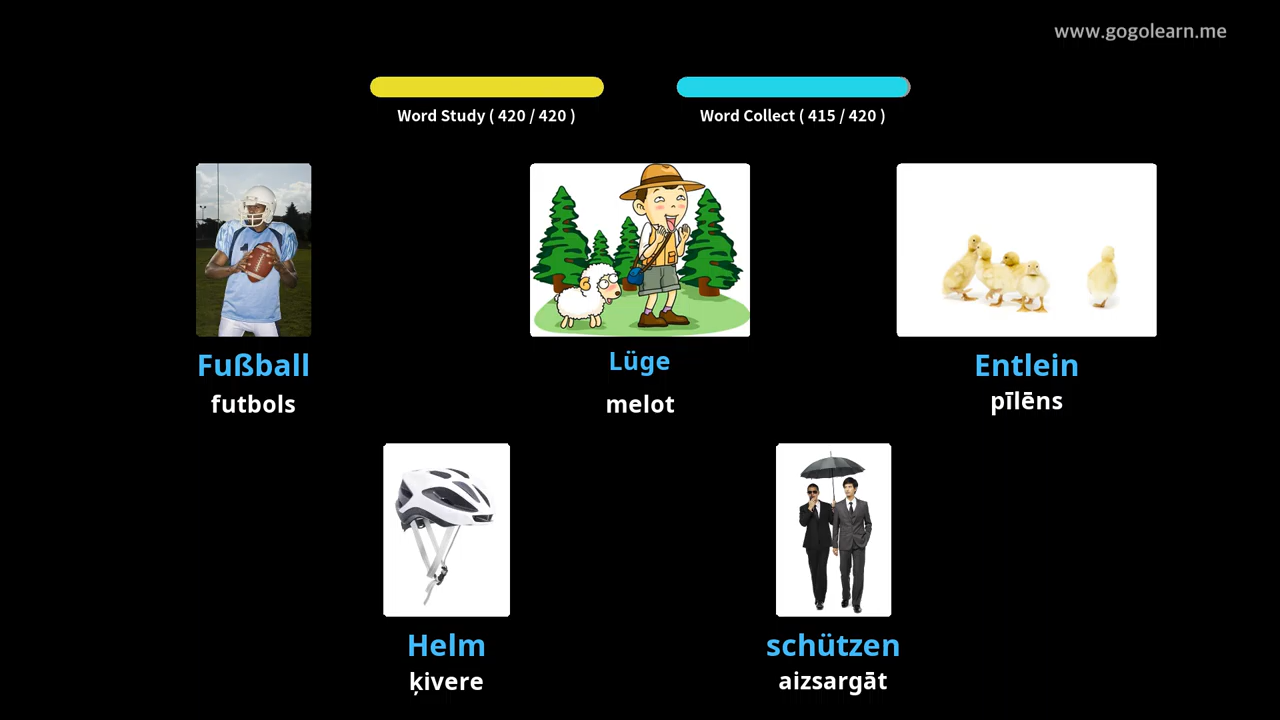 www.gogolearn.me
Word Study ( 420 / 420 )
Word Collect ( 415 / 420 )
Fußball
futbols
Lüge
melot
Entlein
pīlēns
Helm
ķivere
schützen
aizsargāt